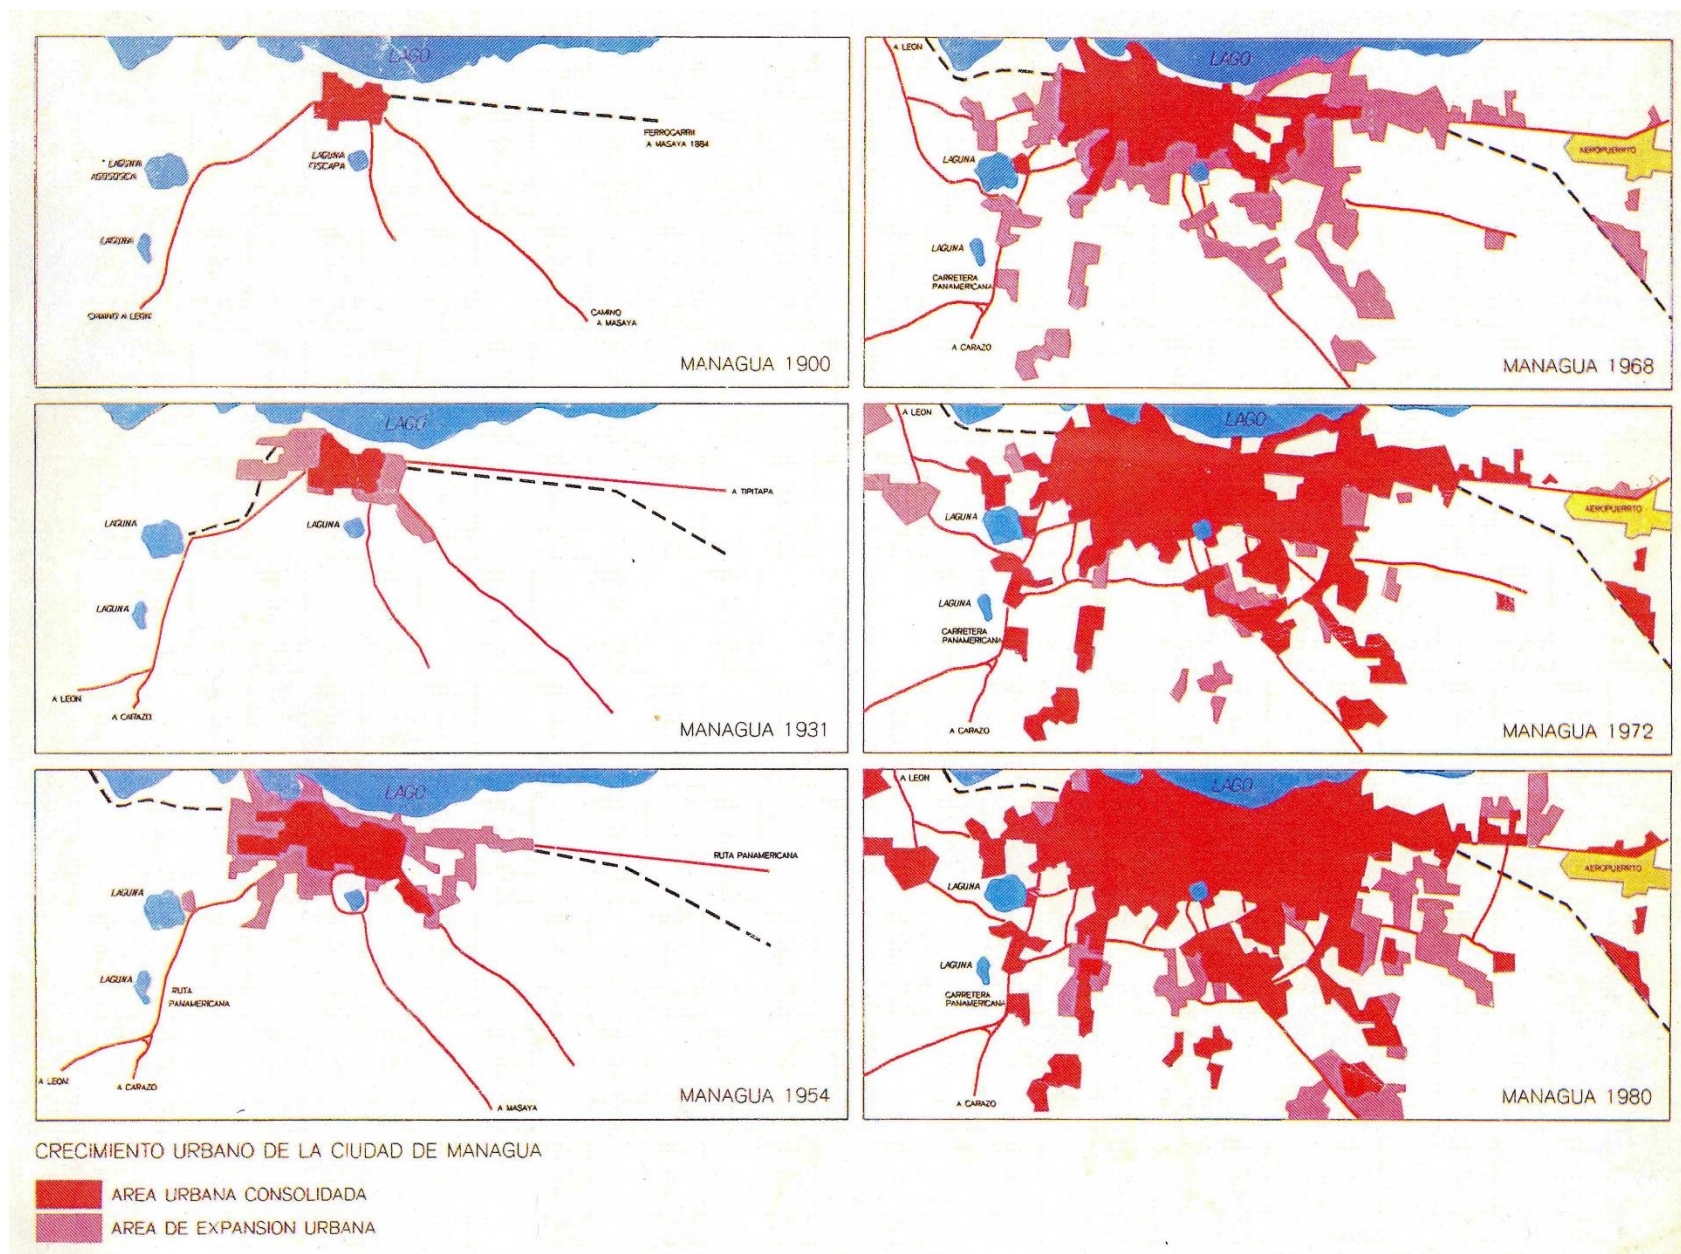 LAGO
FERROCARRIL
A MASAYA 1884
LAGUNA
ASOSOSCA
LAGUNA
TISCAPA
LAGUNA
CAMINO A LEON
CAMINO
A MASAYA
MANAGUA 1900
LAGO
A TIPITAPA
LAGUNA
LAGUNA
LAGUNA
A LEON
A CARAZO
MANAGUA 1931
LAGO
RUTA PANAMERICANA
LAGUNA
LAGUNA
RUTA
PANAMERICANA
A LEON
A CARAZO
A MASAYA
MANAGUA 1954
A LEON
LAGO
AEROPUERRTO
LAGUNA
LAGUNA
CARRETERA
PANAMERICANA
A CARAZO
MANAGUA 1968
A LEON
LAGO
AEROPUERRTO
LAGUNA
LAGUNA
CARRETERA
PANAMERICANA
A CARAZO
MANAGUA 1972
A LEON
LAGO
AEROPUERRTO
LAGUNA
LAGUNA
CARRETERA
PANAMERICANA
A CARAZO
MANAGUA 1980
CRECIMIENTO URBANO DE LA CIUDAD DE MANAGUA
AREA URBANA CONSOLIDADA
AREA DE EXPANSION URBANA